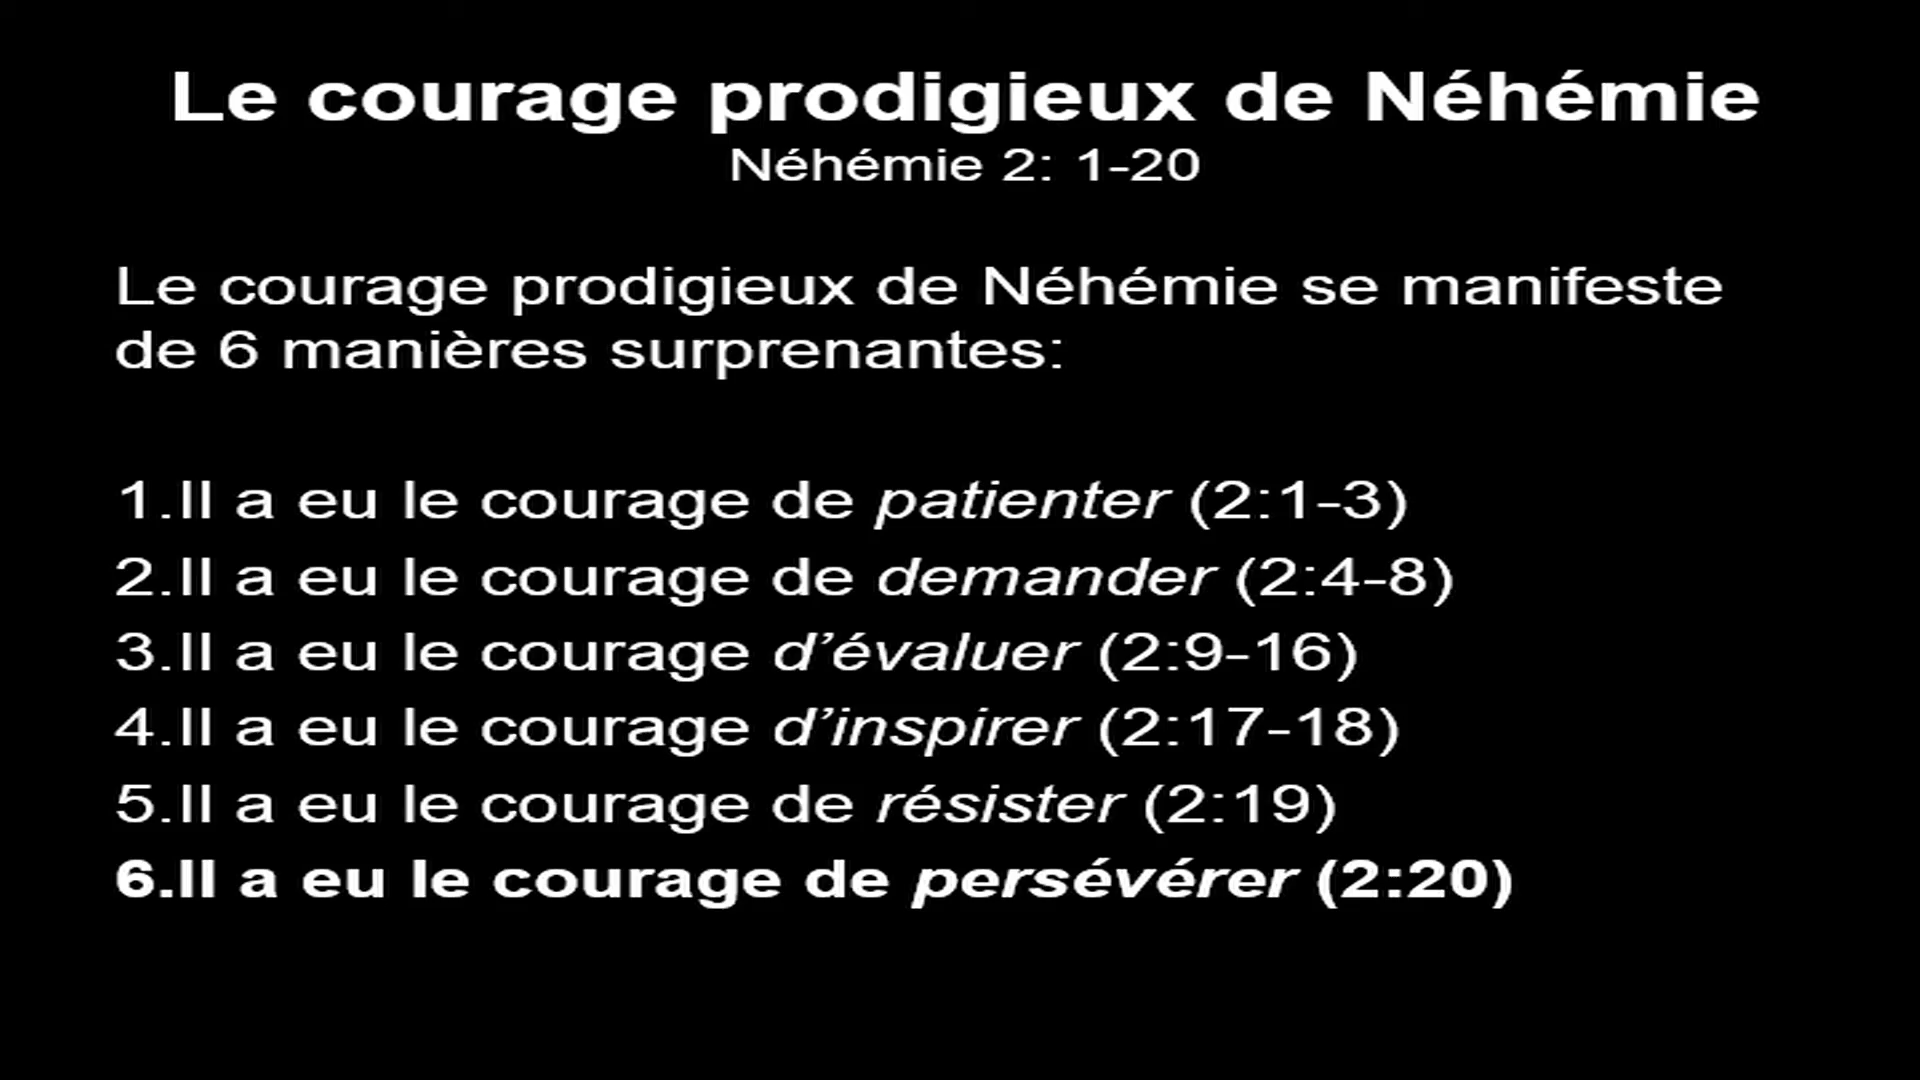 Le courage prodigieux de Néhémie
Néhémie 2: 1-20
Le courage prodigieux de Néhémie se manifeste
de 6 manières surprenantes:
1.Il a eu le courage de patienter (2:1-3)
2.Il a eu le courage de demander (2:4-8)
3.Il a eu le courage d’évaluer (2:9-16)
4.Il a eu le courage d’inspirer (2:17-18)
5.Il a eu le courage de résister (2:19)
6.Il a eu le courage de persévérer (2:20)